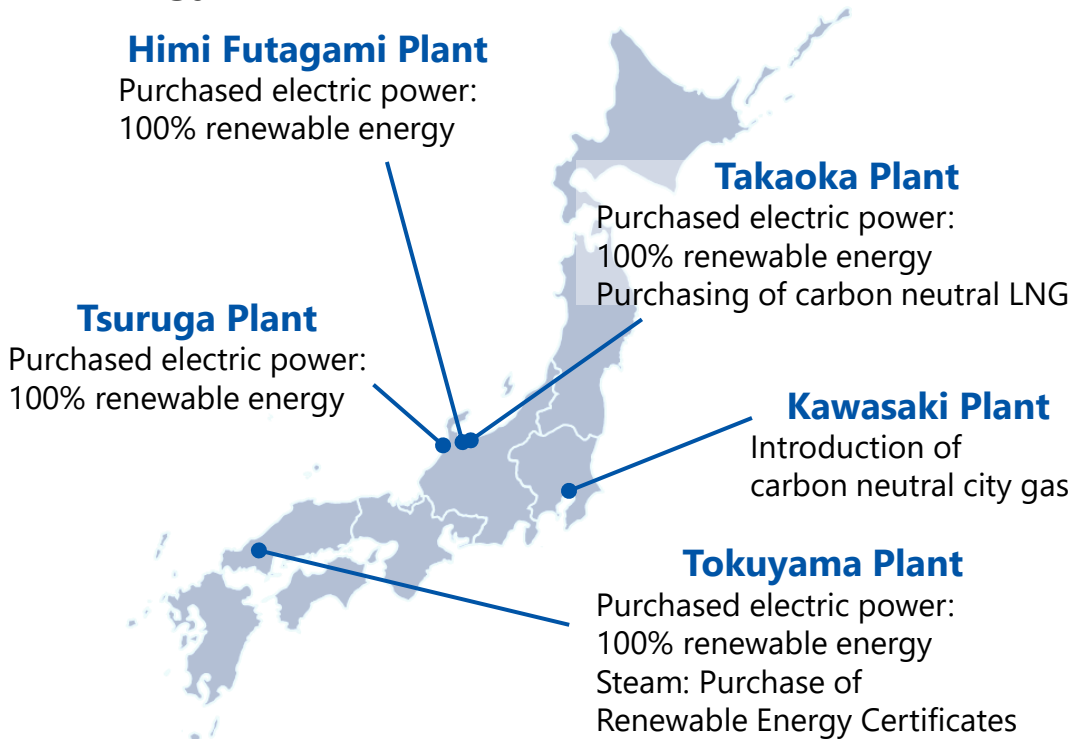 Himi Futagami Plant
Purchased electric power:
100% renewable energy
Takaoka Plant
Purchased electric power:
100% renewable energy
Purchasing of carbon neutral LNG
Tsuruga Plant
Purchased electric power:
100% renewable energy
Kawasaki Plant
Introduction of
carbon neutral city gas
Tokuyama Plant
Purchased electric power:
100% renewable energy
Steam: Purchase of
Renewable Energy Certificates